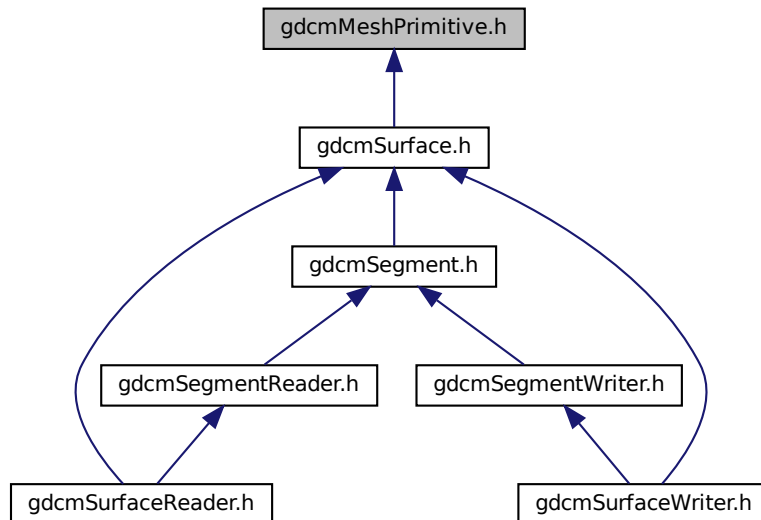 gdcmMeshPrimitive.h
gdcmSurface.h
gdcmSegment.h
gdcmSegmentReader.h
gdcmSegmentWriter.h
gdcmSurfaceReader.h
gdcmSurfaceWriter.h